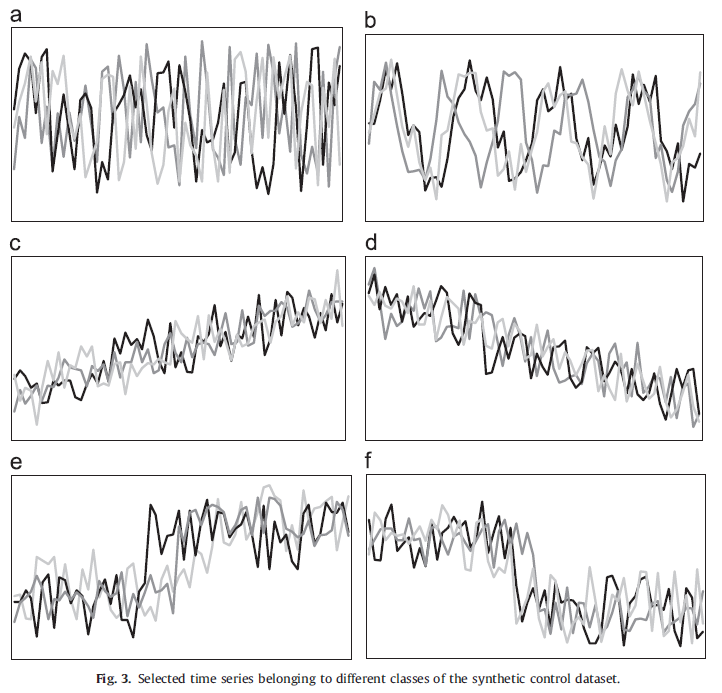 a
b
c
d
e
f
Fig. 3. Selected time series belonging to different classes of the synthetic control dataset.